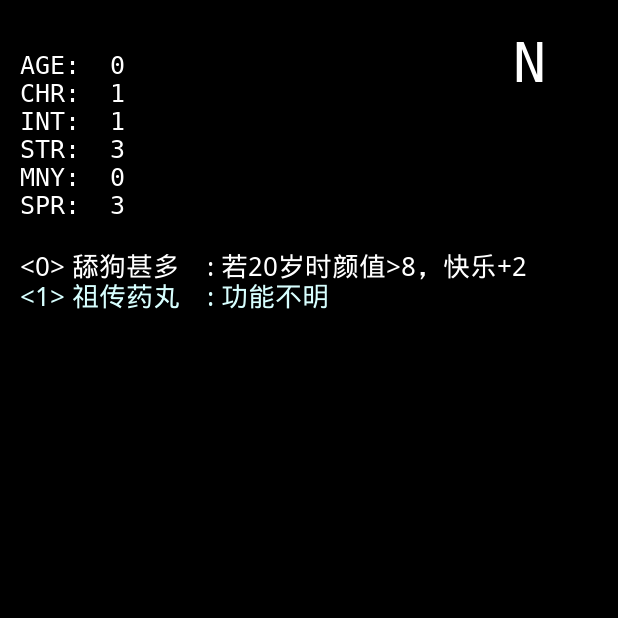 N
AGE: 0
CHR: 1
INT: 1
STR: 3
MNY: 0
SPR: 3
<0> 舔狗甚多 :若20岁时颜值>8，快乐+2
<1> 祖传药丸 :功能不明